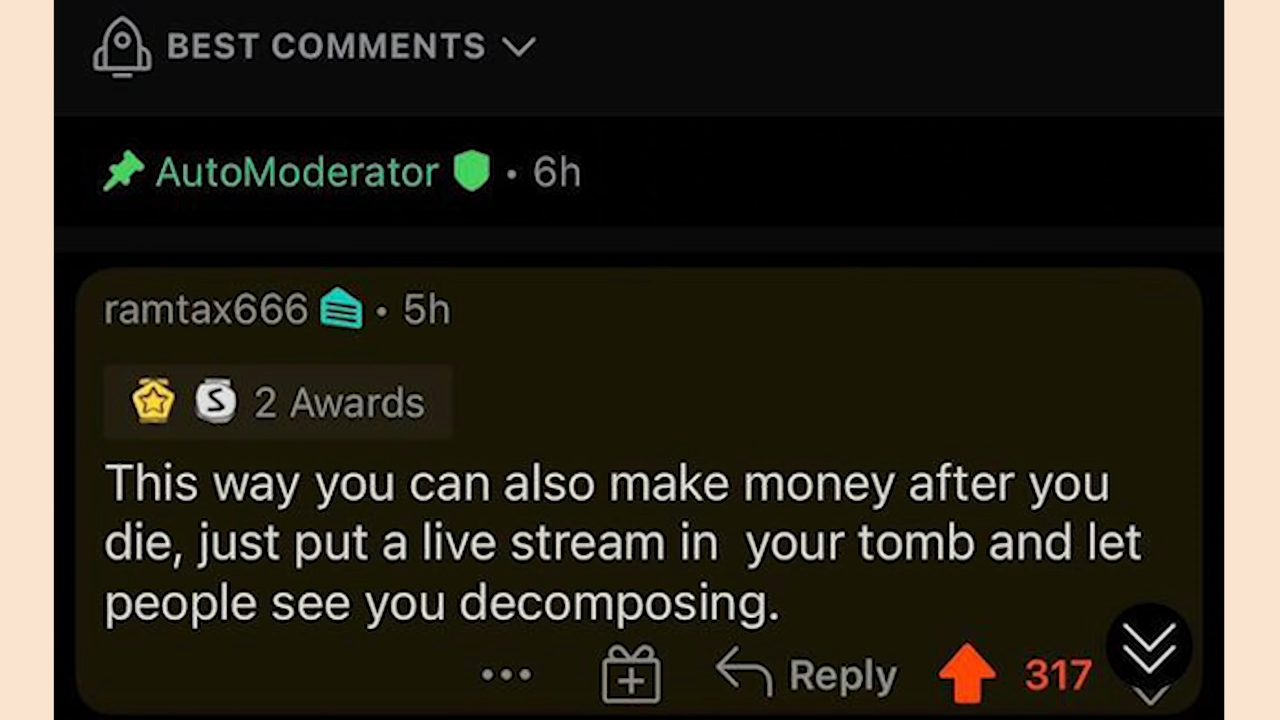 BEST COMMENTS
AutoModerator • 6h
ramtax666 • 5h
S 2 Awards
This way you can also make money after you
die, just put a live stream in  your tomb and let
people see you decomposing.
Reply 317